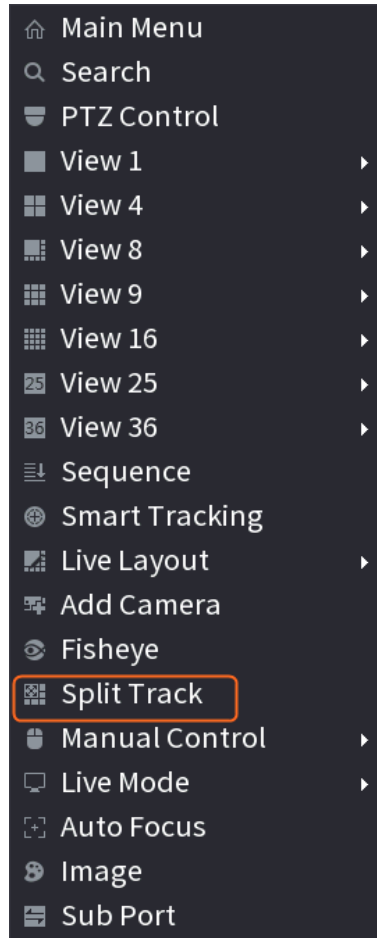 Main Menu
Search
PTZ Control
View 1
View 4
View 8
View 9
View 16
25 View 25
36 View 36
Sequence
Smart Tracking
Live Layout
Add Camera
Fisheye
Split Track
Manual Control
Live Mode
Auto Focus
Image
Sub Port